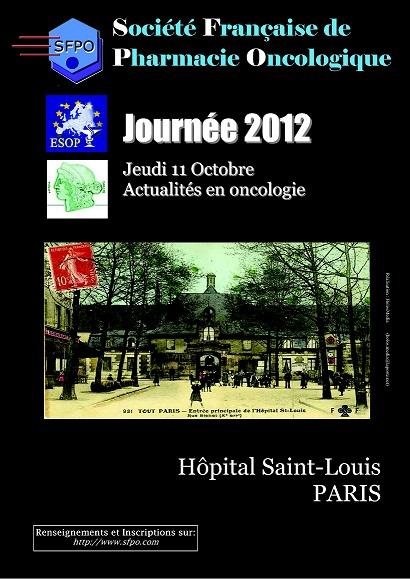 SFPO
Société Française de
Pharmacie Oncologique
ESOP
Journée 2012
Jeudi 11 Octobre
Actualités en oncologie
10
TOUT PARIS – Entrée principale de l'Hôpital St-Louis
F F
Hôpital Saint-Louis
PARIS
Renseignements et Inscriptions sur:
http://www.sfpo.com